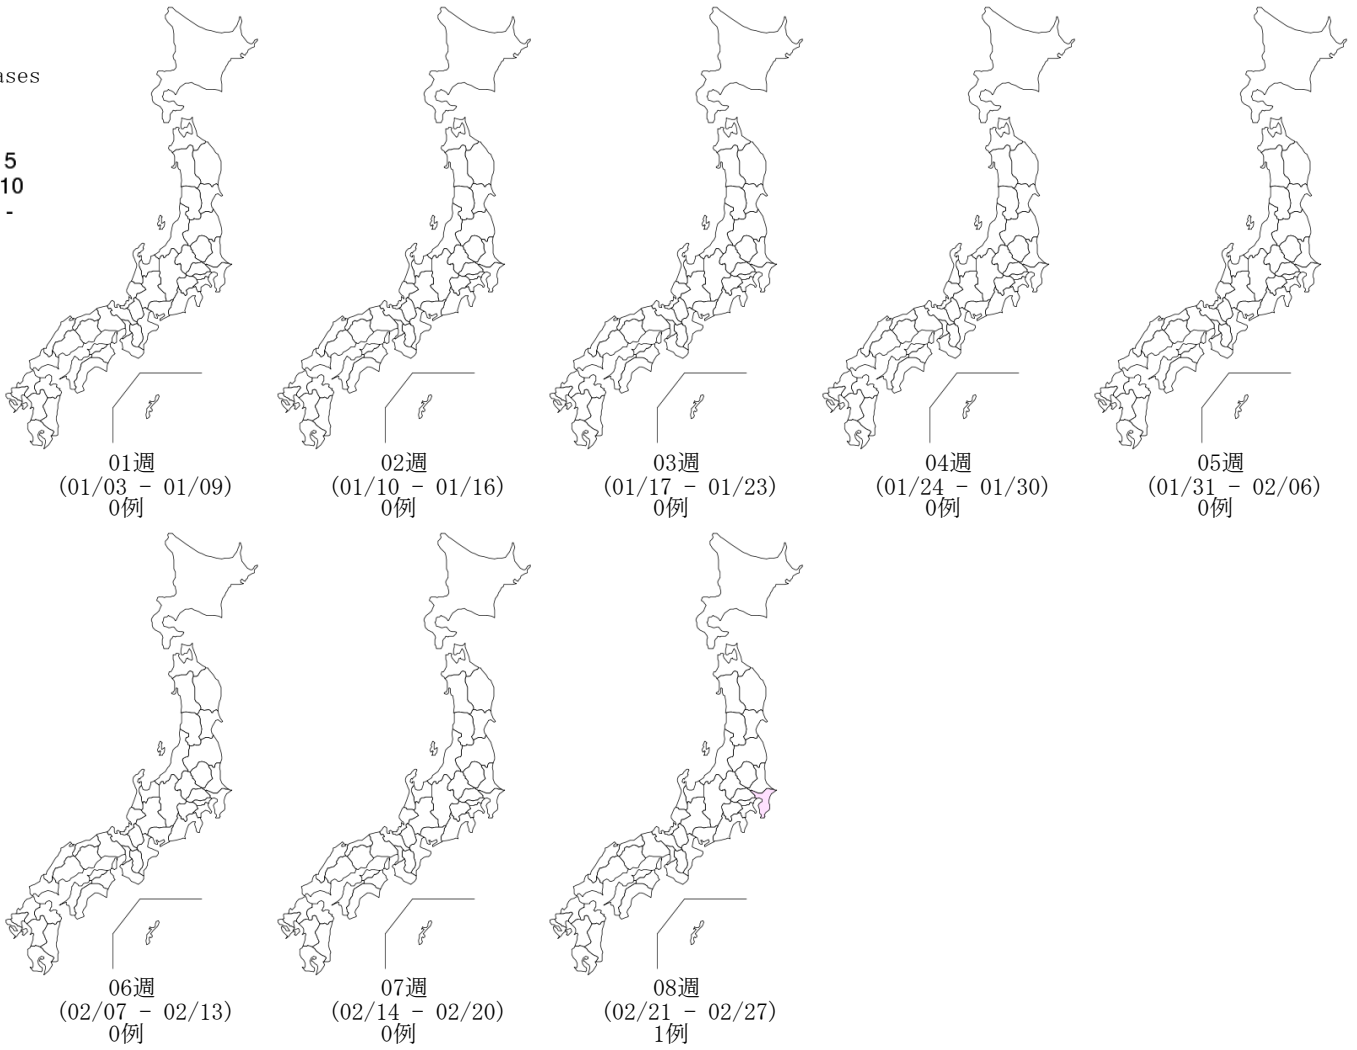 ases
5
10
-
01週
(01/03 - 01/09)
0例
02週
(01/10 - 01/16)
0例
03週
(01/17 - 01/23)
0例
04週
(01/24 - 01/30)
0例
05週
(01/31 - 02/06)
0例
06週
(02/07 - 02/13)
0例
07週
(02/14 - 02/20)
0例
08週
(02/21 - 02/27)
1例